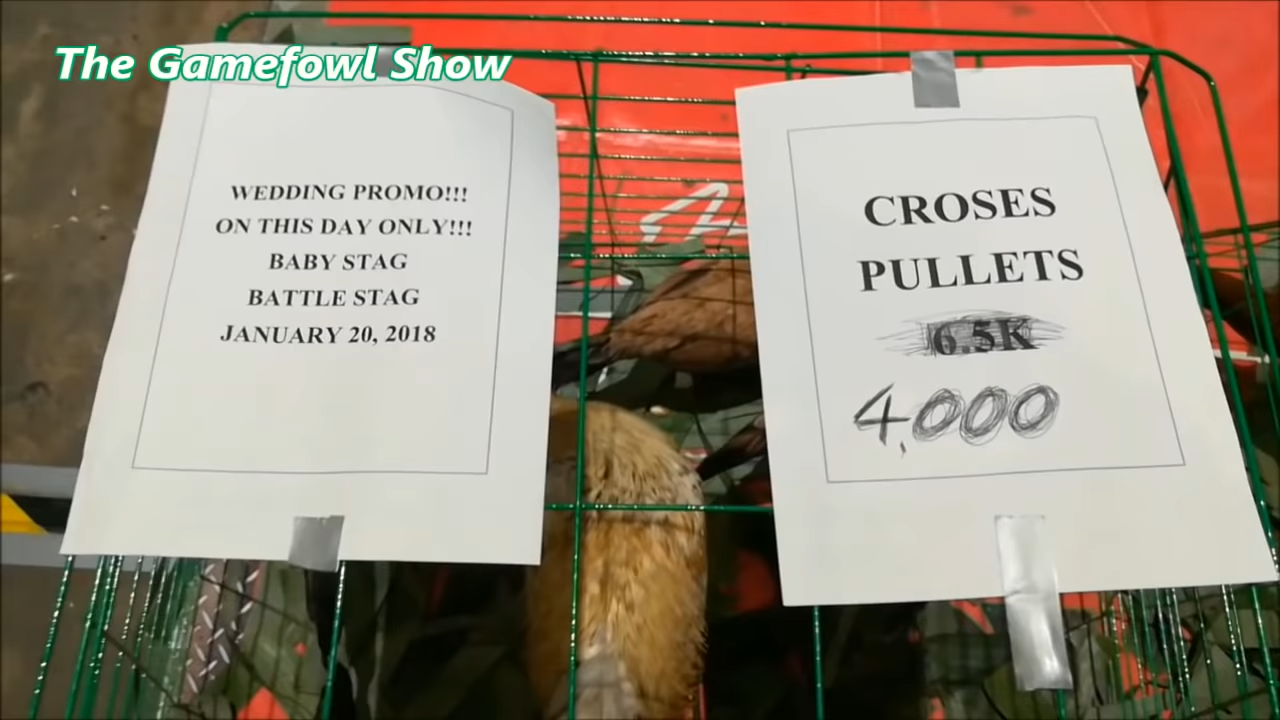 The Gamefowl Show
WEDDING PROMO!!!
ON THIS DAY ONLY!!!
BABY STAG
BATTLE STAG
JANUARY 20, 2018
CROSES
PULLETS
6.5K
4,000